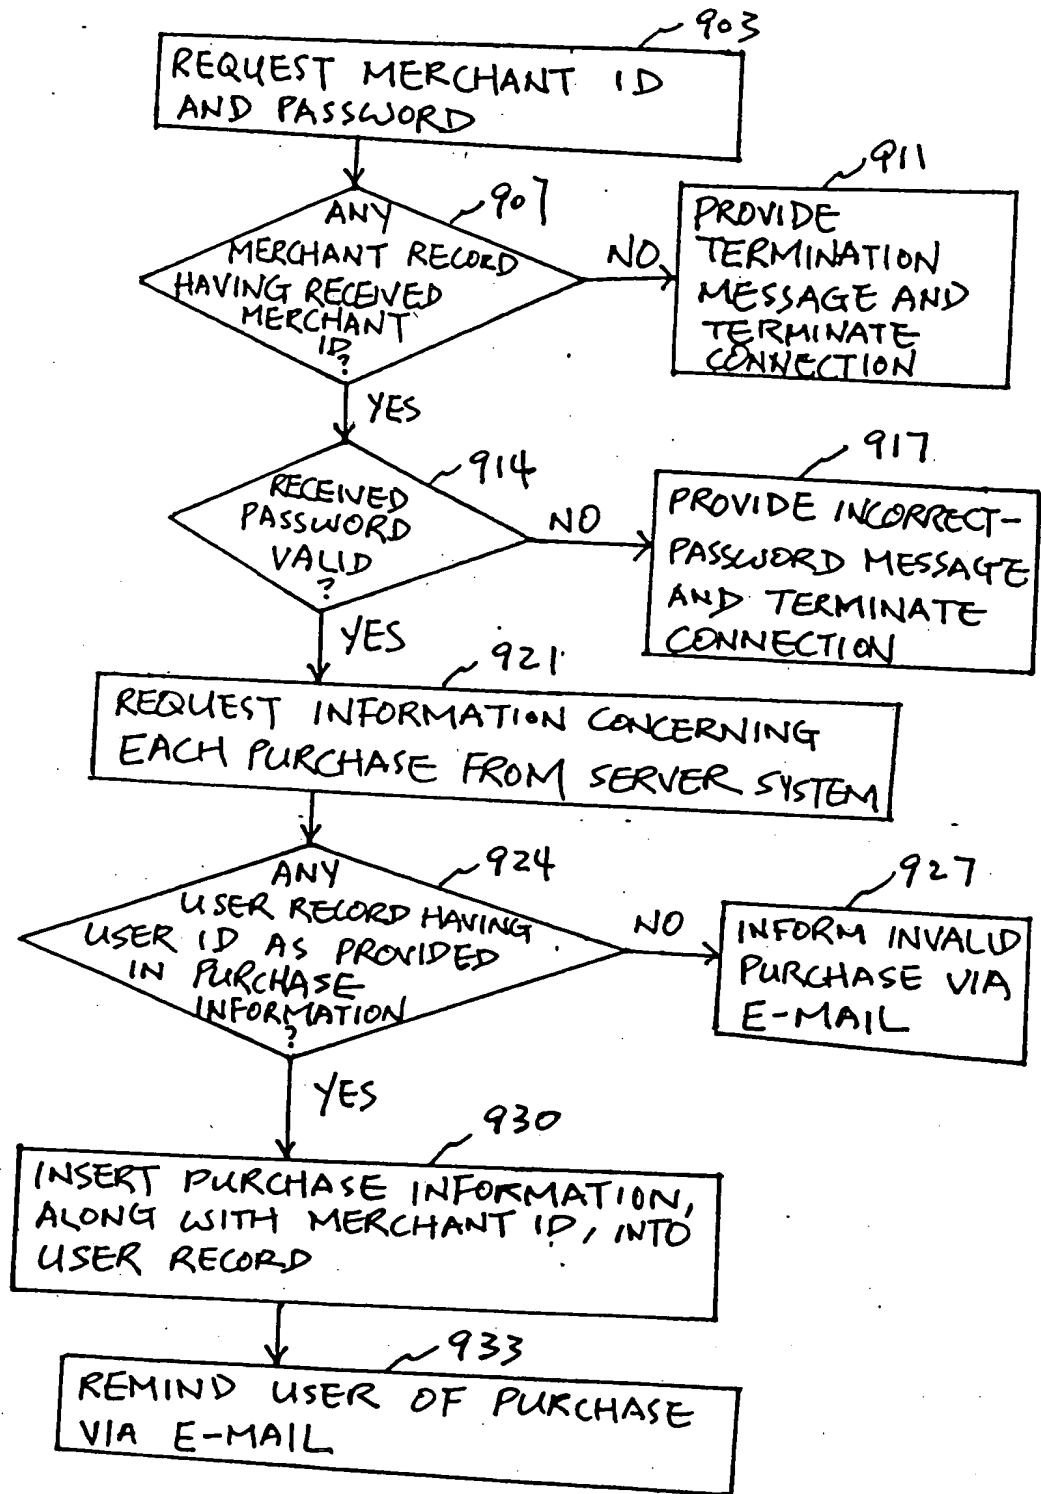 903
REQUEST MERCHANT ID
AND PASSWORD
907
ANY
MERCHANT RECORD
HAVING RECEIVED
MERCHANT
ID
?
NO
911
PROVIDE
TERMINATION
MESSAGE AND
TERMINATE
CONNECTION
YES
914
RECEIVED
PASSWORD
VALID
?
NO
917
PROVIDE INCORRECT-
PASSWORD MESSAGE
AND TERMINATE
CONNECTION
YES
921
REQUEST INFORMATION CONCERNING
EACH PURCHASE FROM SERVER SYSTEM
924
ANY
USER RECORD HAVING
USER ID AS PROVIDED
IN PURCHASE
INFORMATION
?
NO
927
INFORM INVALID
PURCHASE VIA
E-MAIL
YES
930
INSERT PURCHASE INFORMATION,
ALONG WITH MERCHANT ID, INTO
USER RECORD
933
REMIND USER OF PURCHASE
VIA E-MAIL